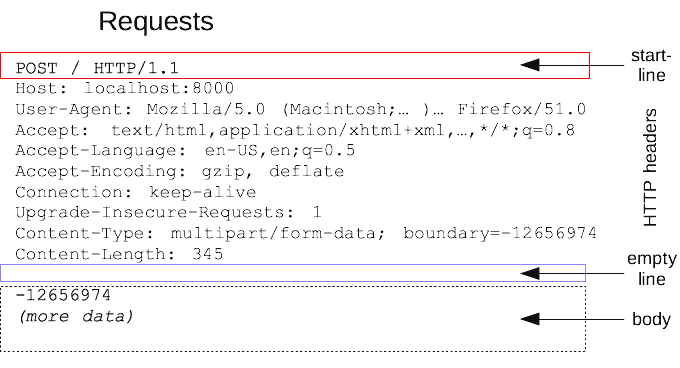 Requests
start-
line
POST / HTTP/1.1
Host: localhost:8000
User-Agent: Mozilla/5.0 (Macintosh;… )… Firefox/51.0
Accept: text/html,application/xhtml+xml,…,*/*;q=0.8
Accept-Language: en-US,en;q=0.5
Accept-Encoding: gzip, deflate
Connection: keep-alive
Upgrade-Insecure-Requests: 1
Content-Type: multipart/form-data; boundary=-12656974
Content-Length: 345
HTTP headers
empty
line
-12656974
(more data)
body